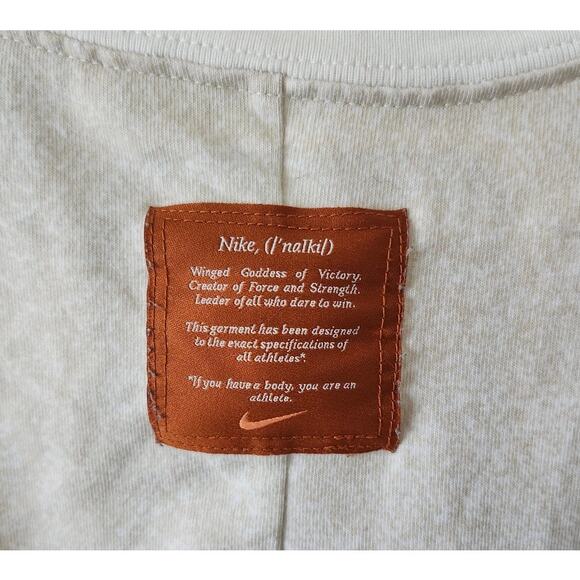 Nike, (/'naIki/)
Winged Goddess of Victory,
Creator of Force and Strength.
Leader of all who dare to win.
This garment has been designed
to the exact specifications of
all athletes*.
*If you have a body, you are an
athlete.